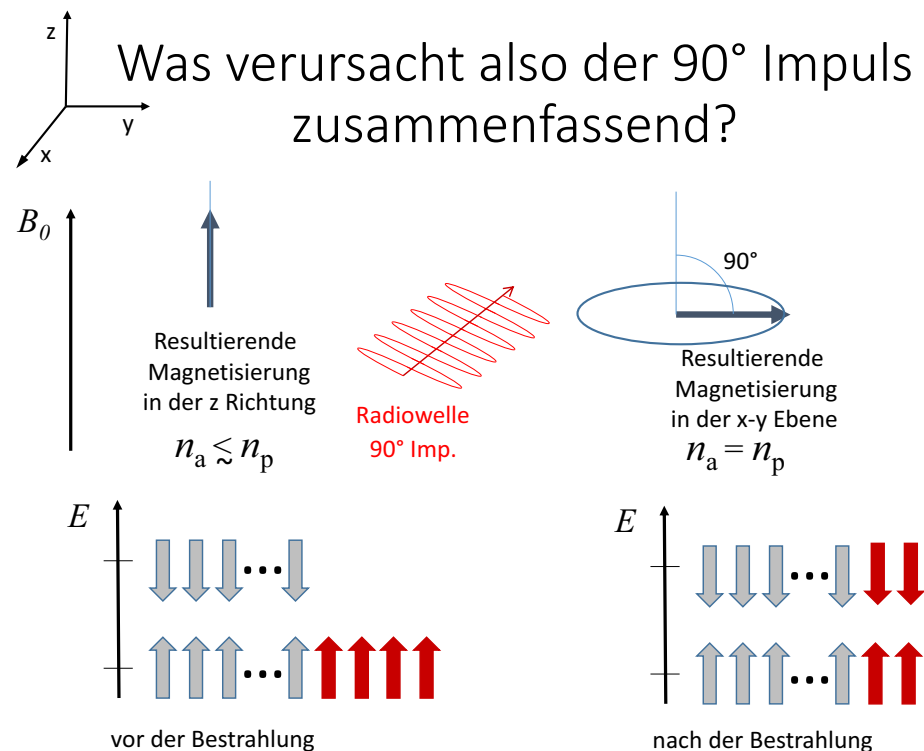 z
y
x
Was verursacht also der 90° Impuls
zusammenfassend?
B₀
90°
Resultierende
Magnetisierung
in der z Richtung
nₐ ≲ nₚ
Radiowelle
90° Imp.
Resultierende
Magnetisierung
in der x-y Ebene
nₐ = nₚ
E
...
...
vor der Bestrahlung
E
...
...
nach der Bestrahlung